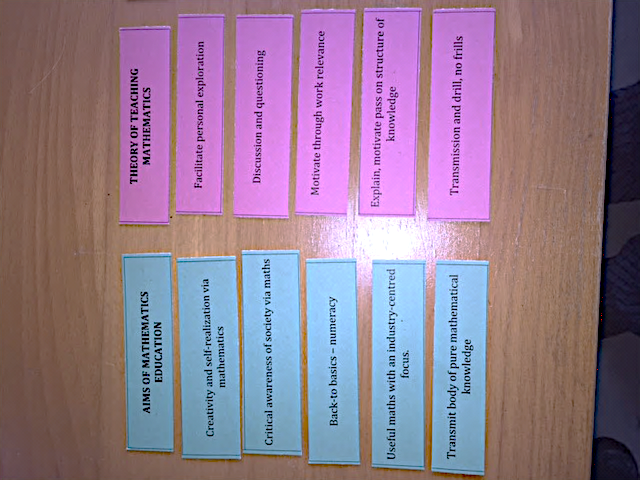 AIMS OF MATHEMATICS
EDUCATION
Creativity and self-realization via
mathematics
Critical awareness of society via maths
Back-to basics – numeracy
Useful maths with an industry-centred
focus.
Transmit body of pure mathematical
knowledge
THEORY OF TEACHING
MATHEMATICS
Facilitate personal exploration
Discussion and questioning
Motivate through work relevance
Explain, motivate pass on structure of
knowledge
Transmission and drill, no frills